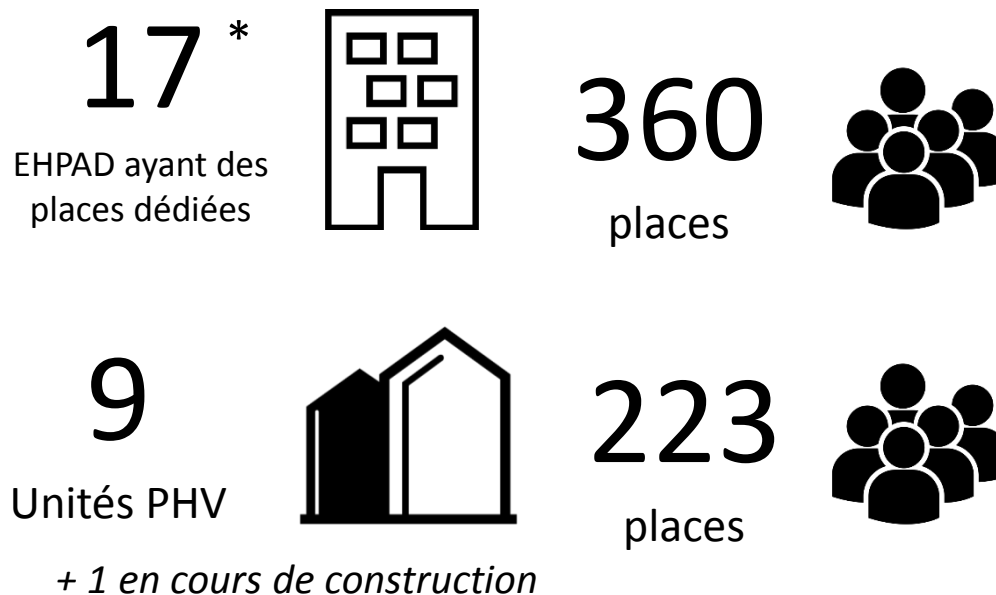 17 *
EHPAD ayant des
places dédiées
360
places
9
Unités PHV
223
places
+ 1 en cours de construction